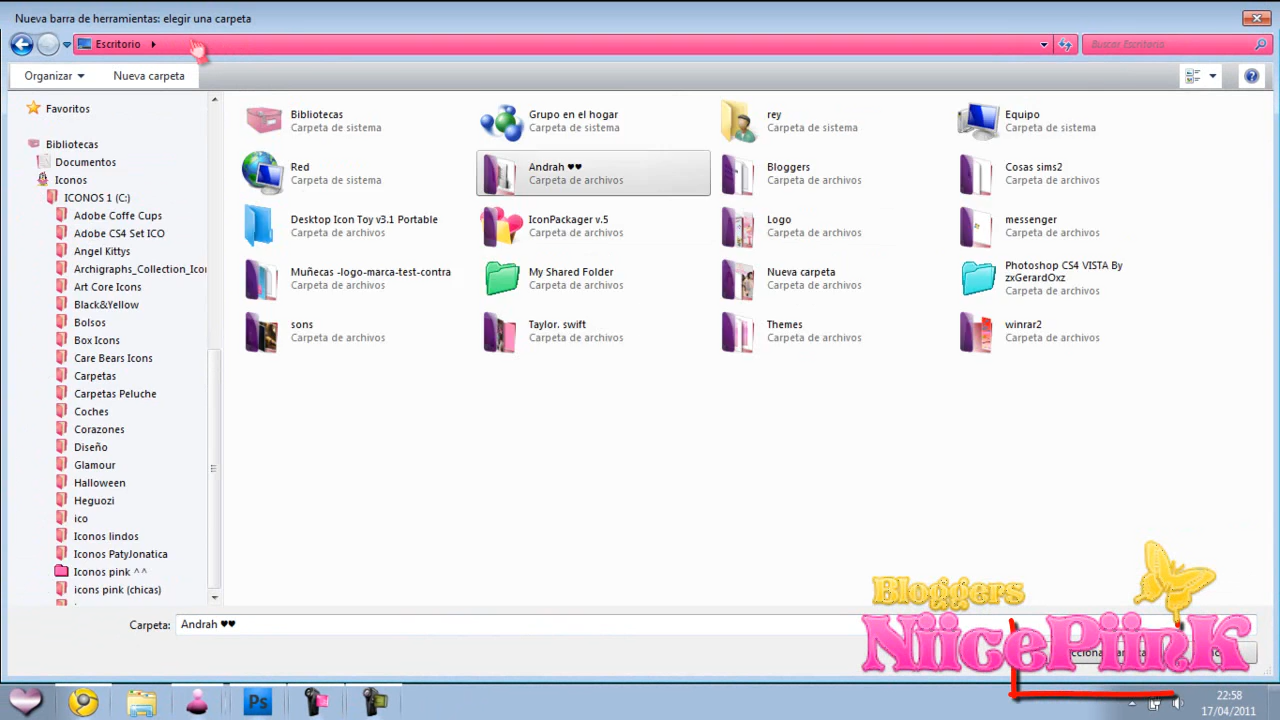 Nueva barra de herramientas: elegir una carpeta
Escritorio
Buscar Escritorio
Organizar
Nueva carpeta
Favoritos
Bibliotecas
Documentos
Iconos
ICONOS 1 (C:)
Adobe Coffe Cups
Adobe CS4 Set ICO
Angel Kittys
Archigraphs_Collection_Icon
Art Core Icons
Black&Yellow
Bolsos
Box Icons
Care Bears Icons
Carpetas
Carpetas Peluche
Coches
Corazones
Diseño
Glamour
Halloween
Heguozi
ico
Iconos lindos
Iconos PatyJonatica
Iconos pink ^^
icons pink (chicas)
Bibliotecas
Carpeta de sistema
Grupo en el hogar
Carpeta de sistema
rey
Carpeta de sistema
Equipo
Carpeta de sistema
Red
Carpeta de sistema
Andrah ♥♥
Carpeta de archivos
Bloggers
Carpeta de archivos
Cosas sims2
Carpeta de archivos
Desktop Icon Toy v3.1 Portable
Carpeta de archivos
IconPackager v.5
Carpeta de archivos
Logo
Carpeta de archivos
messenger
Carpeta de archivos
Muñecas -logo-marca-test-contra
Carpeta de archivos
My Shared Folder
Carpeta de archivos
Nueva carpeta
Carpeta de archivos
Photoshop CS4 VISTA By
zxGerardOxz
Carpeta de archivos
sons
Carpeta de archivos
Taylor. swift
Carpeta de archivos
Themes
Carpeta de archivos
winrar2
Carpeta de archivos
Carpeta:
Andrah ♥♥
Bloggers
NiicePiinK
Ps
22:58
17/04/2011